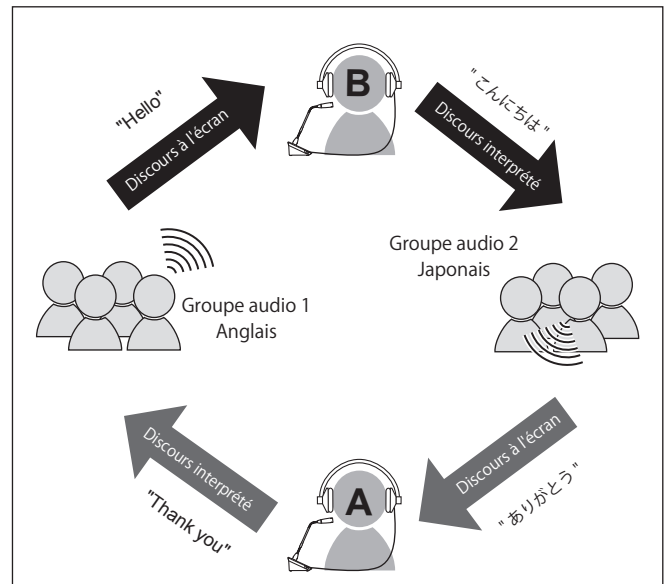 B
"Hello"
Discours à l'écran
"こんにちは"
Discours interprété
Groupe audio 1
Anglais
Groupe audio 2
Japonais
Discours interprété
"Thank you"
A
Discours à l'écran
"ありがとう"